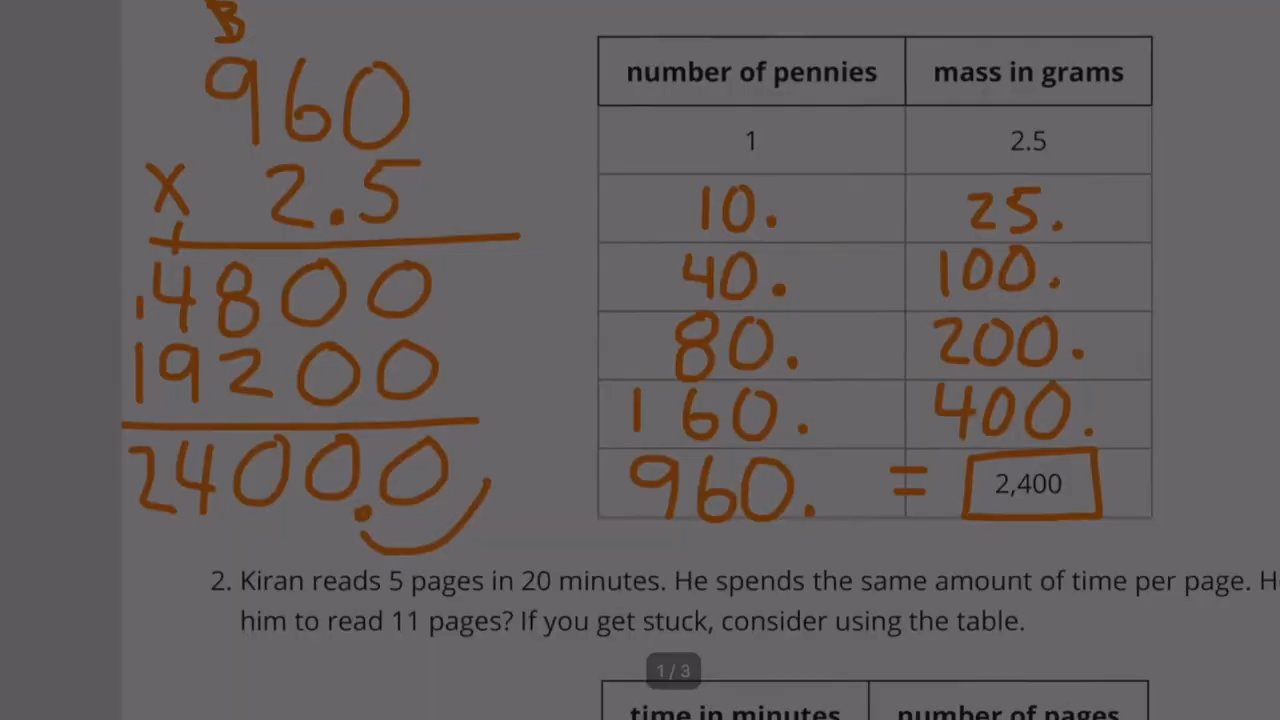 B
960
x 2.5
+
14800
19200
24000.0
number of pennies mass in grams
1 2.5
10. 25.
40. 100.
80. 200.
160. 400.
960. = 2,400
2. Kiran reads 5 pages in 20 minutes. He spends the same amount of time per page. H
him to read 11 pages? If you get stuck, consider using the table.
1 / 3
time in minutes number of pages